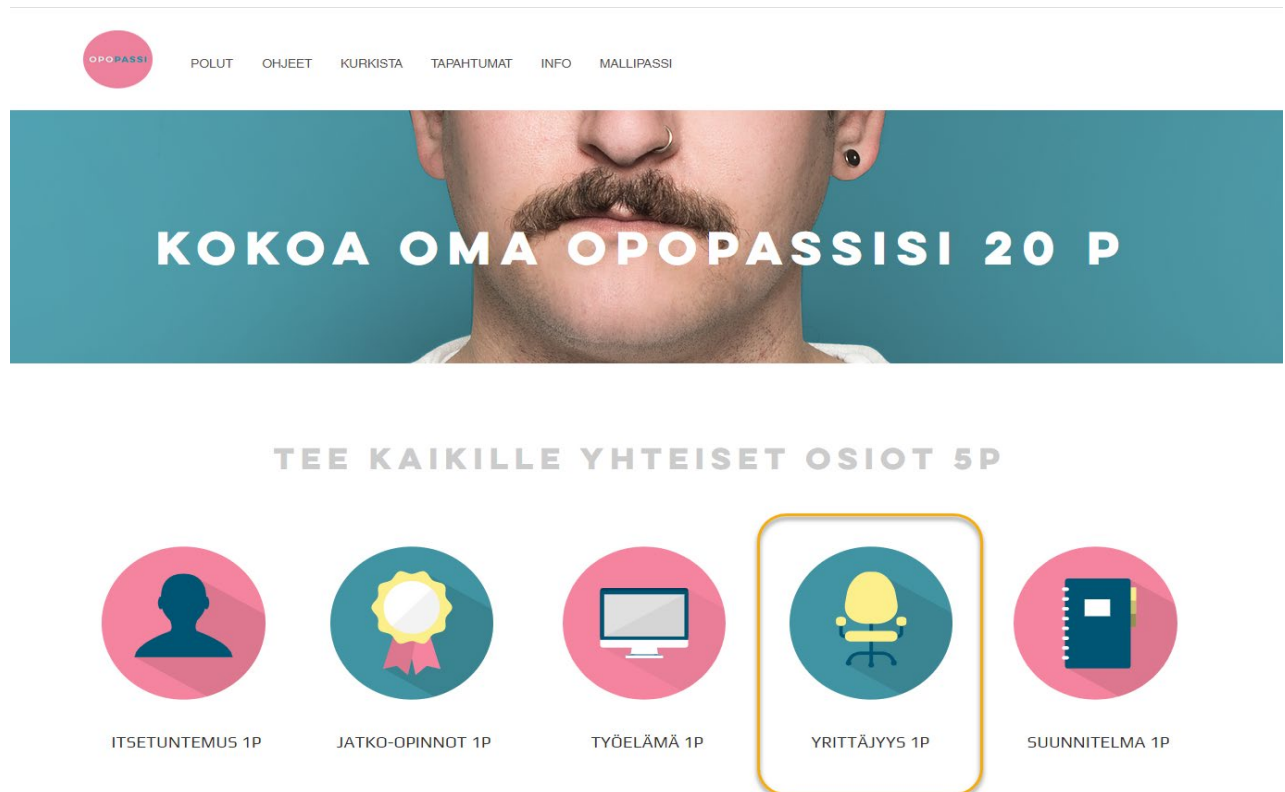 OPOPASSI
POLUT OHJEET KURKISTA TAPAHTUMAT INFO MALLIPASSI
KOKOA OMA OPOPASSISI 20 P
TEE KAIKILLE YHTEISET OSIOT 5P
ITSETUNTEMUS 1P JATKO-OPINNOT 1P TYÖELÄMÄ 1P YRITTÄJYYS 1P SUUNNITELMA 1P